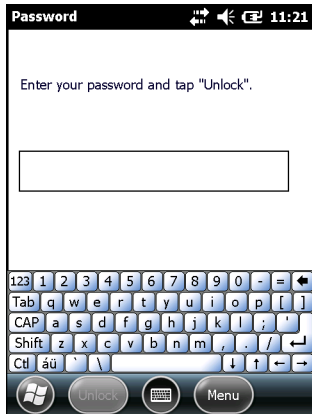 Password 11:21
Enter your password and tap "Unlock".
123 1 2 3 4 5 6 7 8 9 0 - =
Tab q w e r t y u i o p [ ]
CAP a s d f g h j k l ; '
Shift z x c v b n m , . /
Ctl áü ` \
Unlock Menu